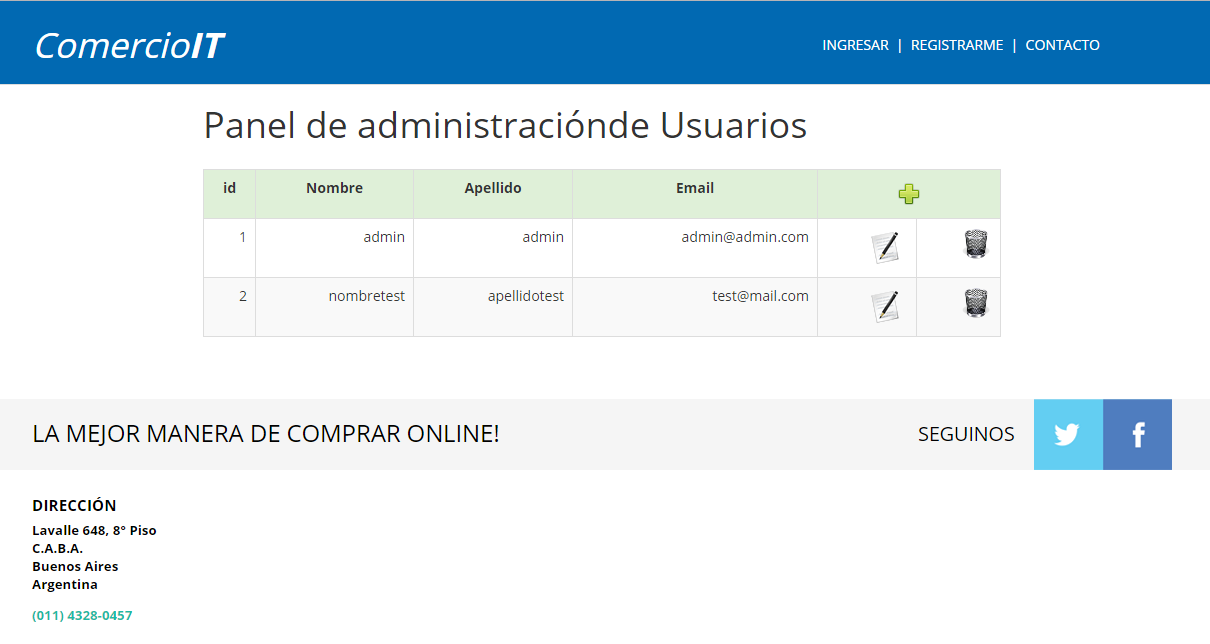 ComercioIT
INGRESAR | REGISTRARME | CONTACTO
Panel de administraciónde Usuarios
id Nombre Apellido Email
1 admin admin admin@admin.com
2 nombretest apellidotest test@mail.com
LA MEJOR MANERA DE COMPRAR ONLINE!
SEGUINOS
DIRECCIÓN
Lavalle 648, 8° Piso
C.A.B.A.
Buenos Aires
Argentina
(011) 4328-0457